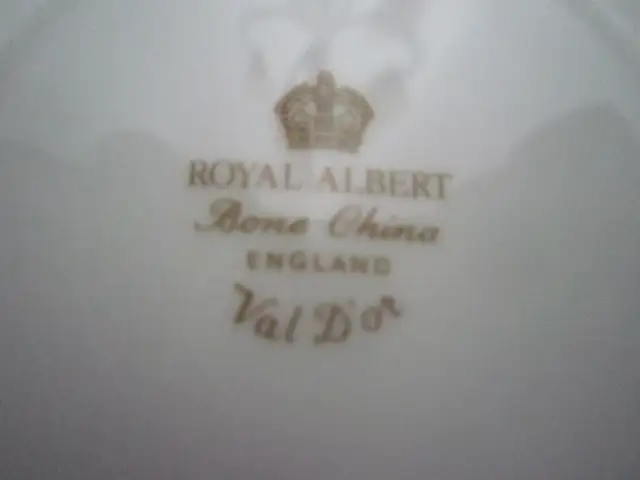 ROYAL ALBERT
Bone China
ENGLAND
Val D'or